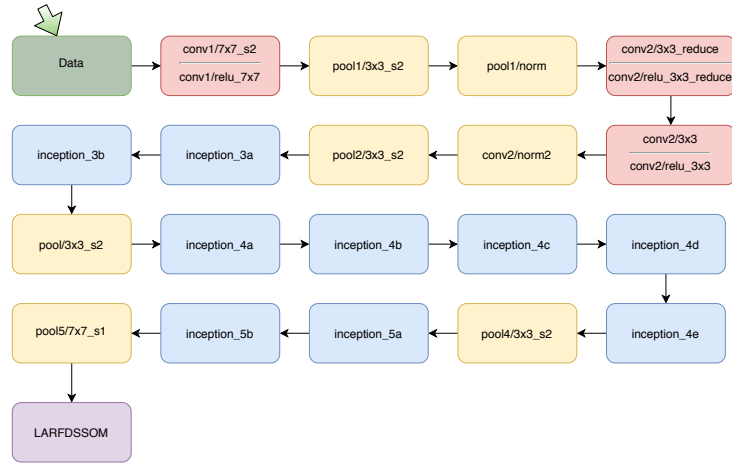 Data
conv1/7x7_s2
conv1/relu_7x7
pool1/3x3_s2
pool1/norm
conv2/3x3_reduce
conv2/relu_3x3_reduce
inception_3b
inception_3a
pool2/3x3_s2
conv2/norm2
conv2/3x3
conv2/relu_3x3
pool/3x3_s2
inception_4a
inception_4b
inception_4c
inception_4d
pool5/7x7_s1
inception_5b
inception_5a
pool4/3x3_s2
inception_4e
LARFDSSOM